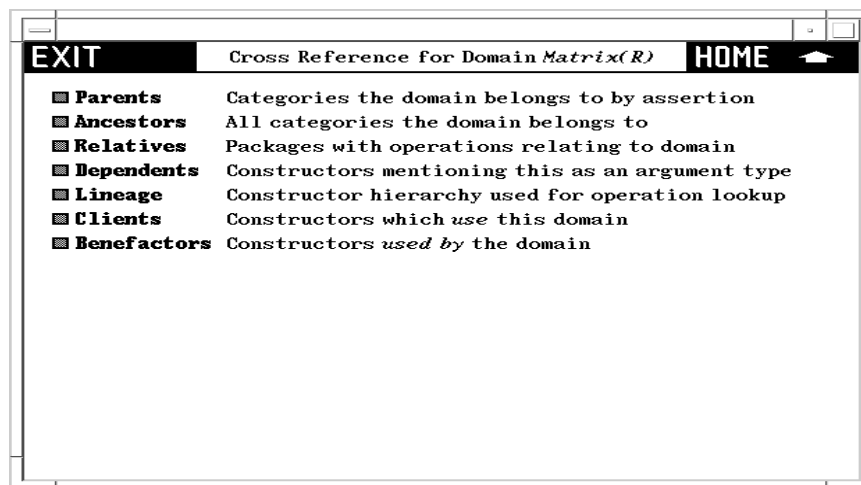 EXIT Cross Reference for Domain Matrix(R) HOME
Parents Categories the domain belongs to by assertion
Ancestors All categories the domain belongs to
Relatives Packages with operations relating to domain
Dependents Constructors mentioning this as an argument type
Lineage Constructor hierarchy used for operation lookup
Clients Constructors which use this domain
Benefactors Constructors used by the domain